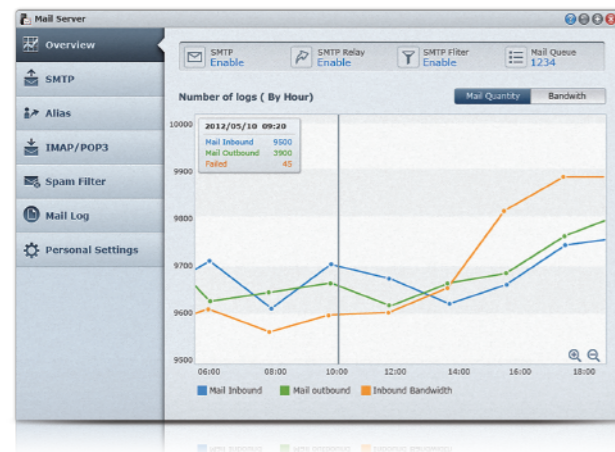 Mail Server
Overview
SMTP
Alias
IMAP/POP3
Spam Filter
Mail Log
Personal Settings
SMTP
Enable
SMTP Relay
Enable
SMTP Fliter
Enable
Mail Queue
1234
Number of logs ( By Hour)
Mail Quantity
Bandwith
10000
9900
9800
9700
9600
9500
2012/05/10 09:20
Mail Inbound 9500
Mail Outbound 3900
Failed 45
06:00 08:00 10:00 12:00 14:00 16:00 18:00
Mail Inbound Mail outbound Inbound Bandwidth